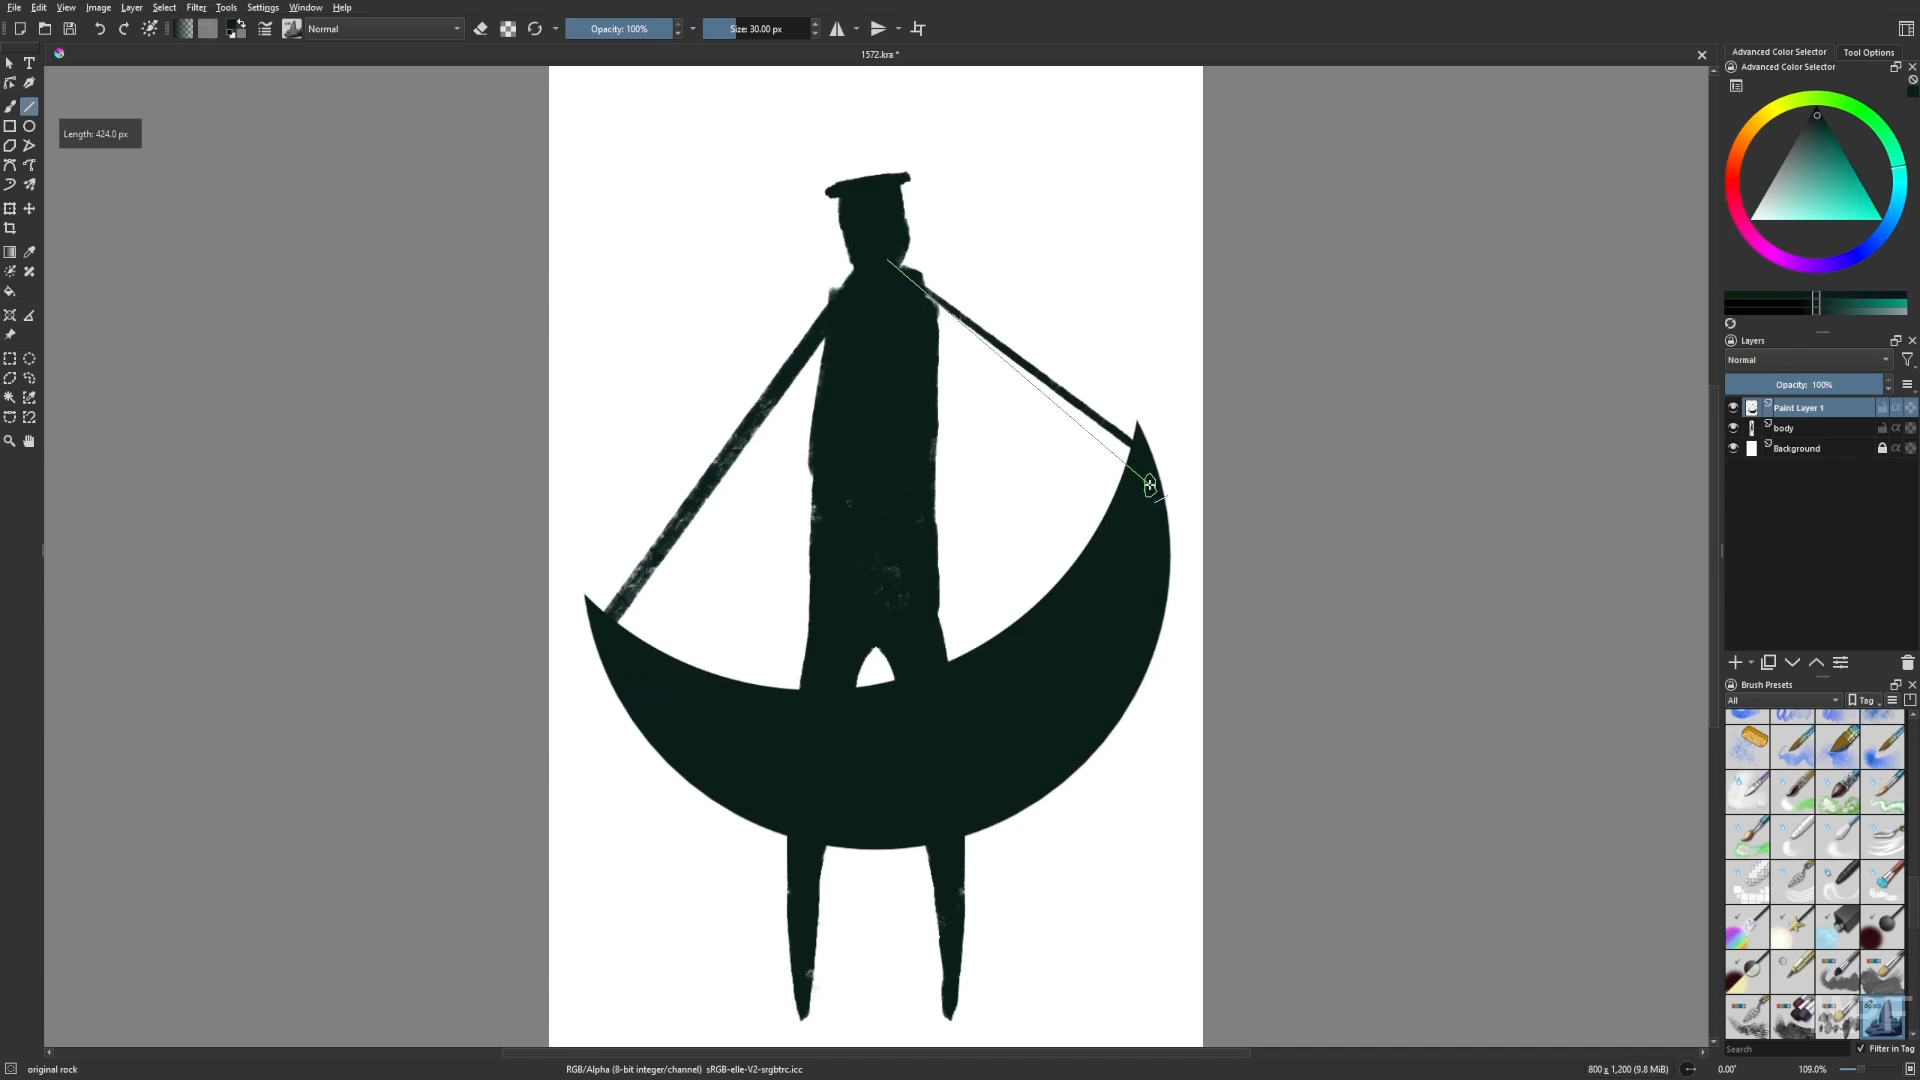 File Edit View Image Layer Select Filter Tools Settings Window Help
Normal Opacity: 100% Size: 30.00 px
1572.kra *
Advanced Color Selector Tool Options
Advanced Color Selector
Length: 424.0 px
Layers
Normal
Opacity: 100%
Paint Layer 1
body
Background
Brush Presets
All Tag
Search Filter in Tag
original rock RGB/Alpha (8-bit integer/channel) sRGB-elle-V2-srgbtrc.icc 800 x 1,200 (9.8 MiB) 0.00° 109.0%